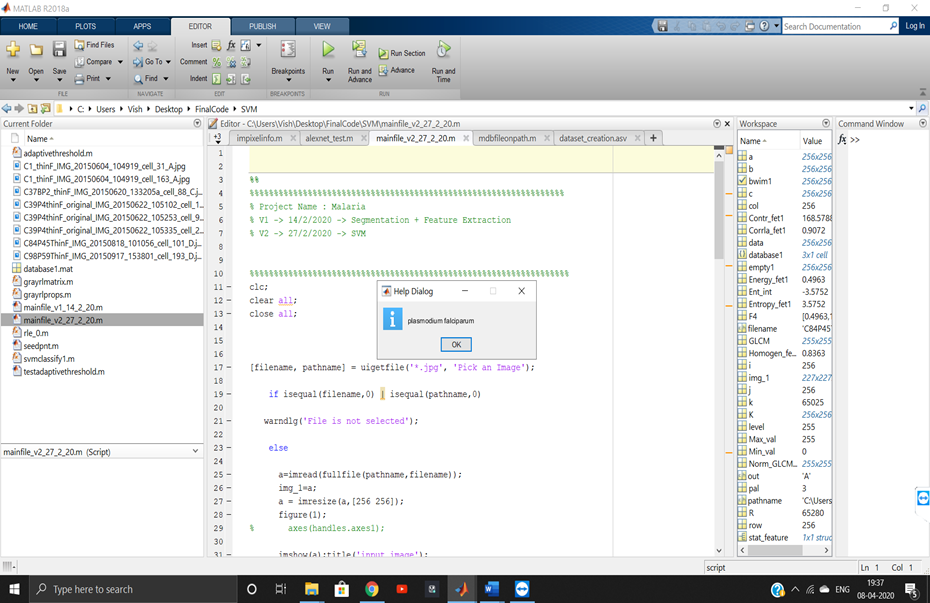 MATLAB R2018a
HOME PLOTS APPS EDITOR PUBLISH VIEW
Search Documentation Log In
New Open Save Find Files Compare Print
Go To Find
Insert fx Comment % Indent
Breakpoints
Run Run and Advance Run Section Advance Run and Time
FILE NAVIGATE EDIT BREAKPOINTS RUN
C: Users Vish Desktop FinalCode SVM
Current Folder
Name
adaptivethreshold.m
C1_thinF_IMG_20150604_104919_cell_31_A.jpg
C1_thinF_IMG_20150604_104919_cell_163_A.jpg
C37BP2_thinF_IMG_20150620_133205a_cell_88_C.j...
C39P4thinF_original_IMG_20150622_105102_cell_1...
C39P4thinF_original_IMG_20150622_105253_cell_9...
C39P4thinF_original_IMG_20150622_105335_cell_2...
C84P45ThinF_IMG_20150818_101056_cell_101_D.j...
C98P59ThinF_IMG_20150917_153801_cell_193_D.j...
database1.mat
grayrlmatrix.m
grayrlprops.m
mainfile_v1_14_2_20.m
mainfile_v2_27_2_20.m
rle_0.m
seedpnt.m
svmclassify1.m
testadaptivethreshold.m
mainfile_v2_27_2_20.m (Script)
Editor - C:\Users\Vish\Desktop\FinalCode\SVM\mainfile_v2_27_2_20.m
+3 impixelinfo.m alexnet_test.m mainfile_v2_27_2_20.m mdbfileonpath.m dataset_creation.asv +
1
2
3 %%
4 %%%%%%%%%%%%%%%%%%%%%%%%%%%%%%%%%%%%%%%%%%%%%%%%%%%%%%%%%%%%%%%%
5 % Project Name : Malaria
6 % V1 -> 14/2/2020 -> Segmentation + Feature Extraction
7 % V2 -> 27/2/2020 -> SVM
8
9
10 %%%%%%%%%%%%%%%%%%%%%%%%%%%%%%%%%%%%%%%%%%%%%%%%%%%%%%%%%%%%%%%%%
11 clc;
12 clear all;
13 close all;
14
15
16
17 [filename, pathname] = uigetfile('*.jpg', 'Pick an Image');
18
19 if isequal(filename,0) | isequal(pathname,0)
20
21 warndlg('File is not selected');
22
23 else
24
25 a=imread(fullfile(pathname,filename));
26 img_1=a;
27 a = imresize(a,[256 256]);
28 figure(1);
29 % axes(handles.axes1);
30
31 imshow(a);title('input image');
Help Dialog
plasmodium falciparum
OK
Workspace
Name Value
a 256x256
b 256x256
bwim1 256x256
c 256x256
col 256
Contr_fet1 168.5788
Corrla_fet1 0.9072
data 256x256
database1 3x1 cell
empty1 256x256
Energy_fet1 0.4963
Ent_int -3.5752
Entropy_fet1 3.5752
F4 [0.4963,1
filename 'C84P45
GLCM 255x255
Homogen_fe... 0.8363
i 256
img_1 227x227
j 256
k 65025
K 256x256
level 255
Max_val 255
Min_val 0
Norm_GLCM... 255x255
out 'A'
pal 3
pathname 'C:\Users
R 65280
row 256
stat_feature 1x1 struc
Command Window
fx >>
script Ln 1 Col 1
Type here to search
ENG 19:37
08-04-2020
5